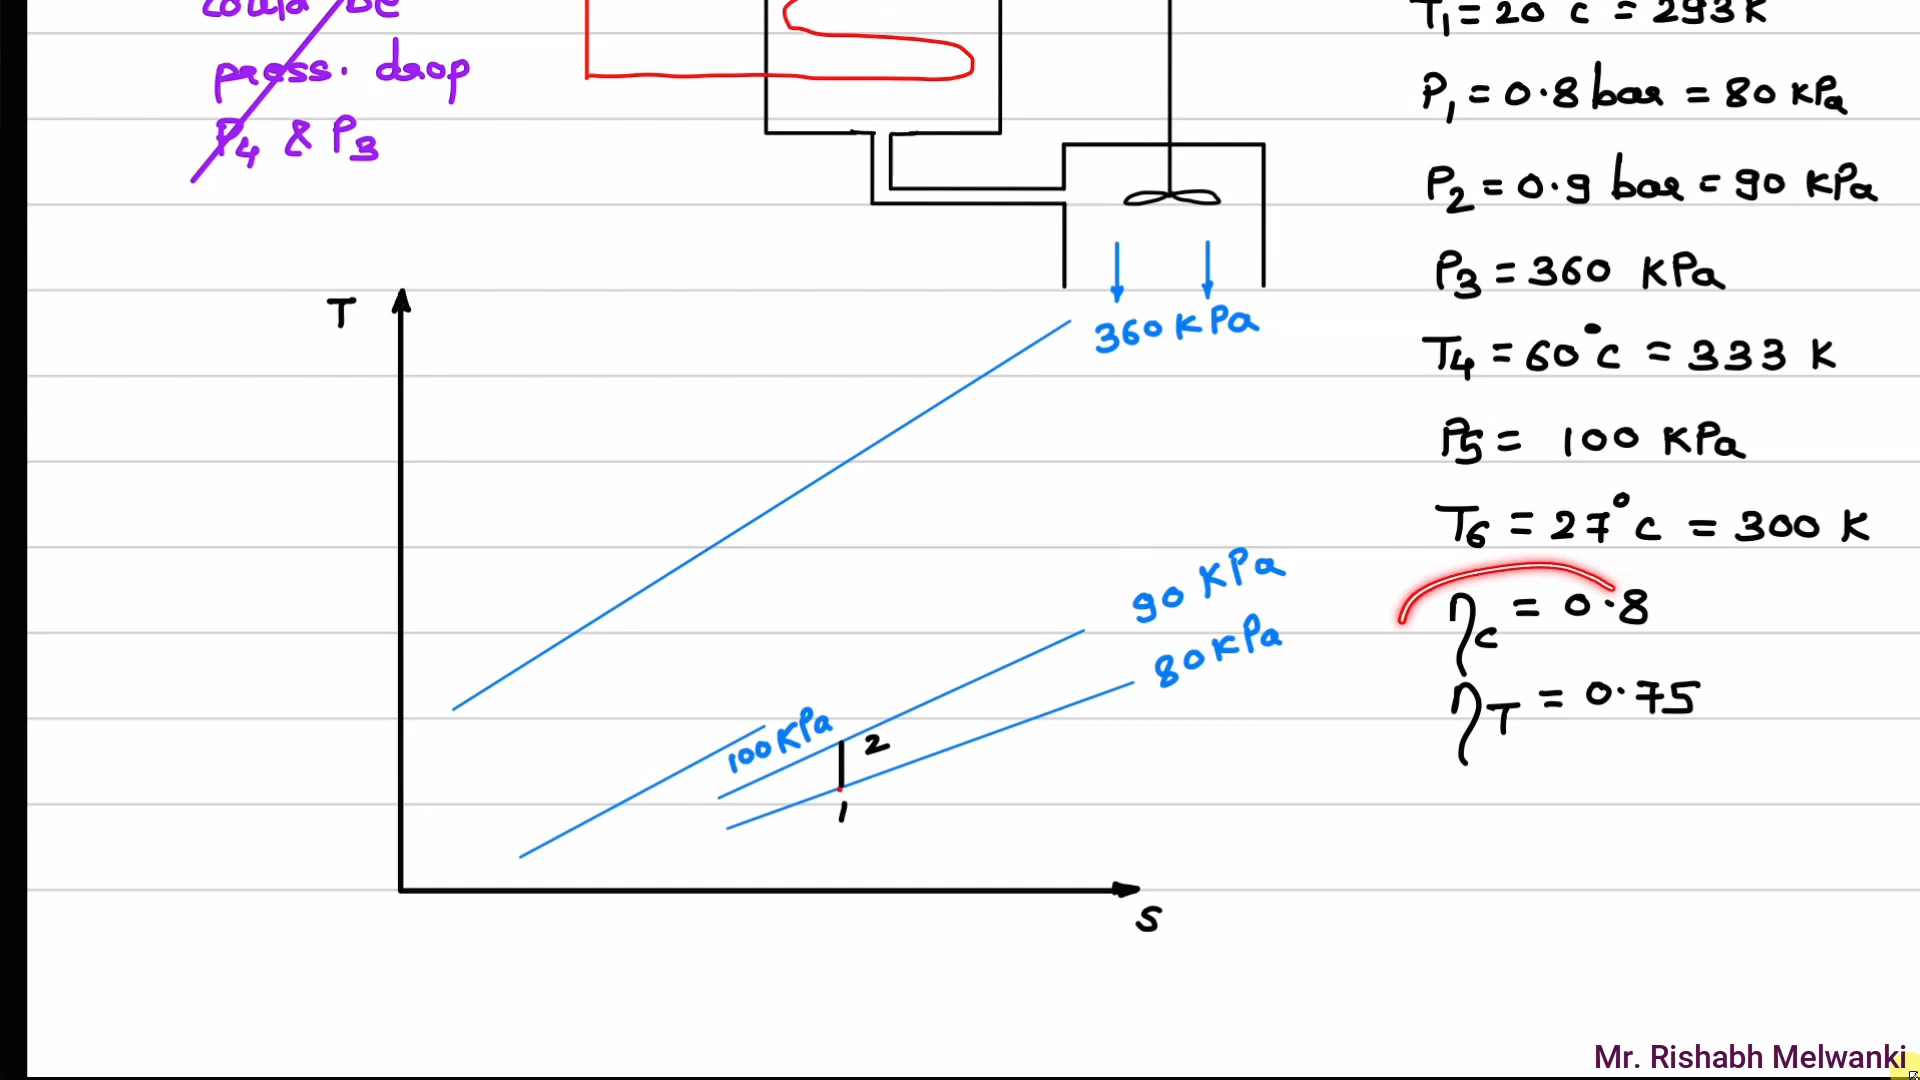 could be
press. drop
P4 & P3
T1 = 20°C = 293 K
P1 = 0.8 bar = 80 KPa
P2 = 0.9 bar = 90 KPa
P3 = 360 KPa
T4 = 60°C = 333 K
P5 = 100 KPa
T6 = 27°C = 300 K
ηc = 0.8
ηT = 0.75
T
360 KPa
90 KPa
80 KPa
100 KPa
2
1
S
Mr. Rishabh Melwanki